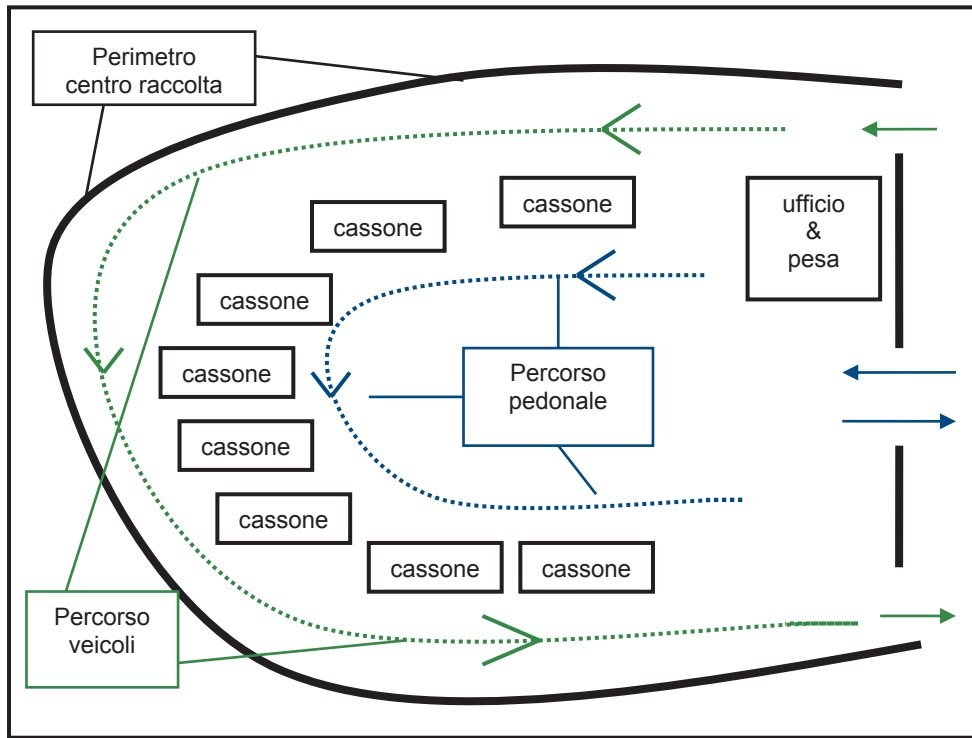 Perimetro
centro raccolta
cassone
ufficio
&
pesa
cassone
cassone
cassone
Percorso
pedonale
cassone
cassone
cassone
cassone
Percorso
veicoli